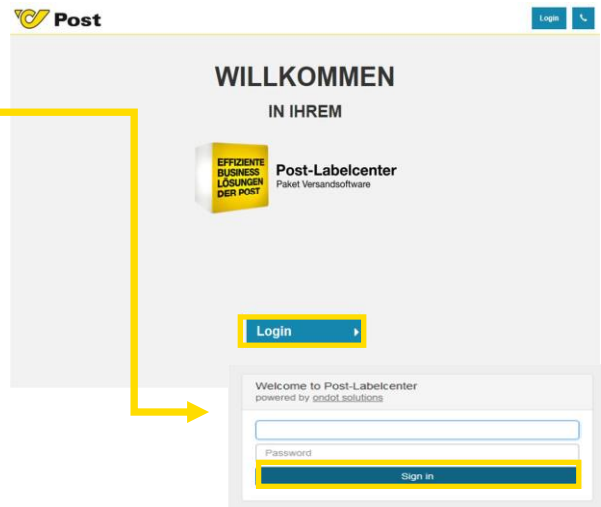 Post
Login
WILLKOMMEN
IN IHREM
EFFIZIENTE
BUSINESS
LÖSUNGEN
DER POST
Post-Labelcenter
Paket Versandsoftware
Login
Welcome to Post-Labelcenter
powered by ondot solutions
Password
Sign in